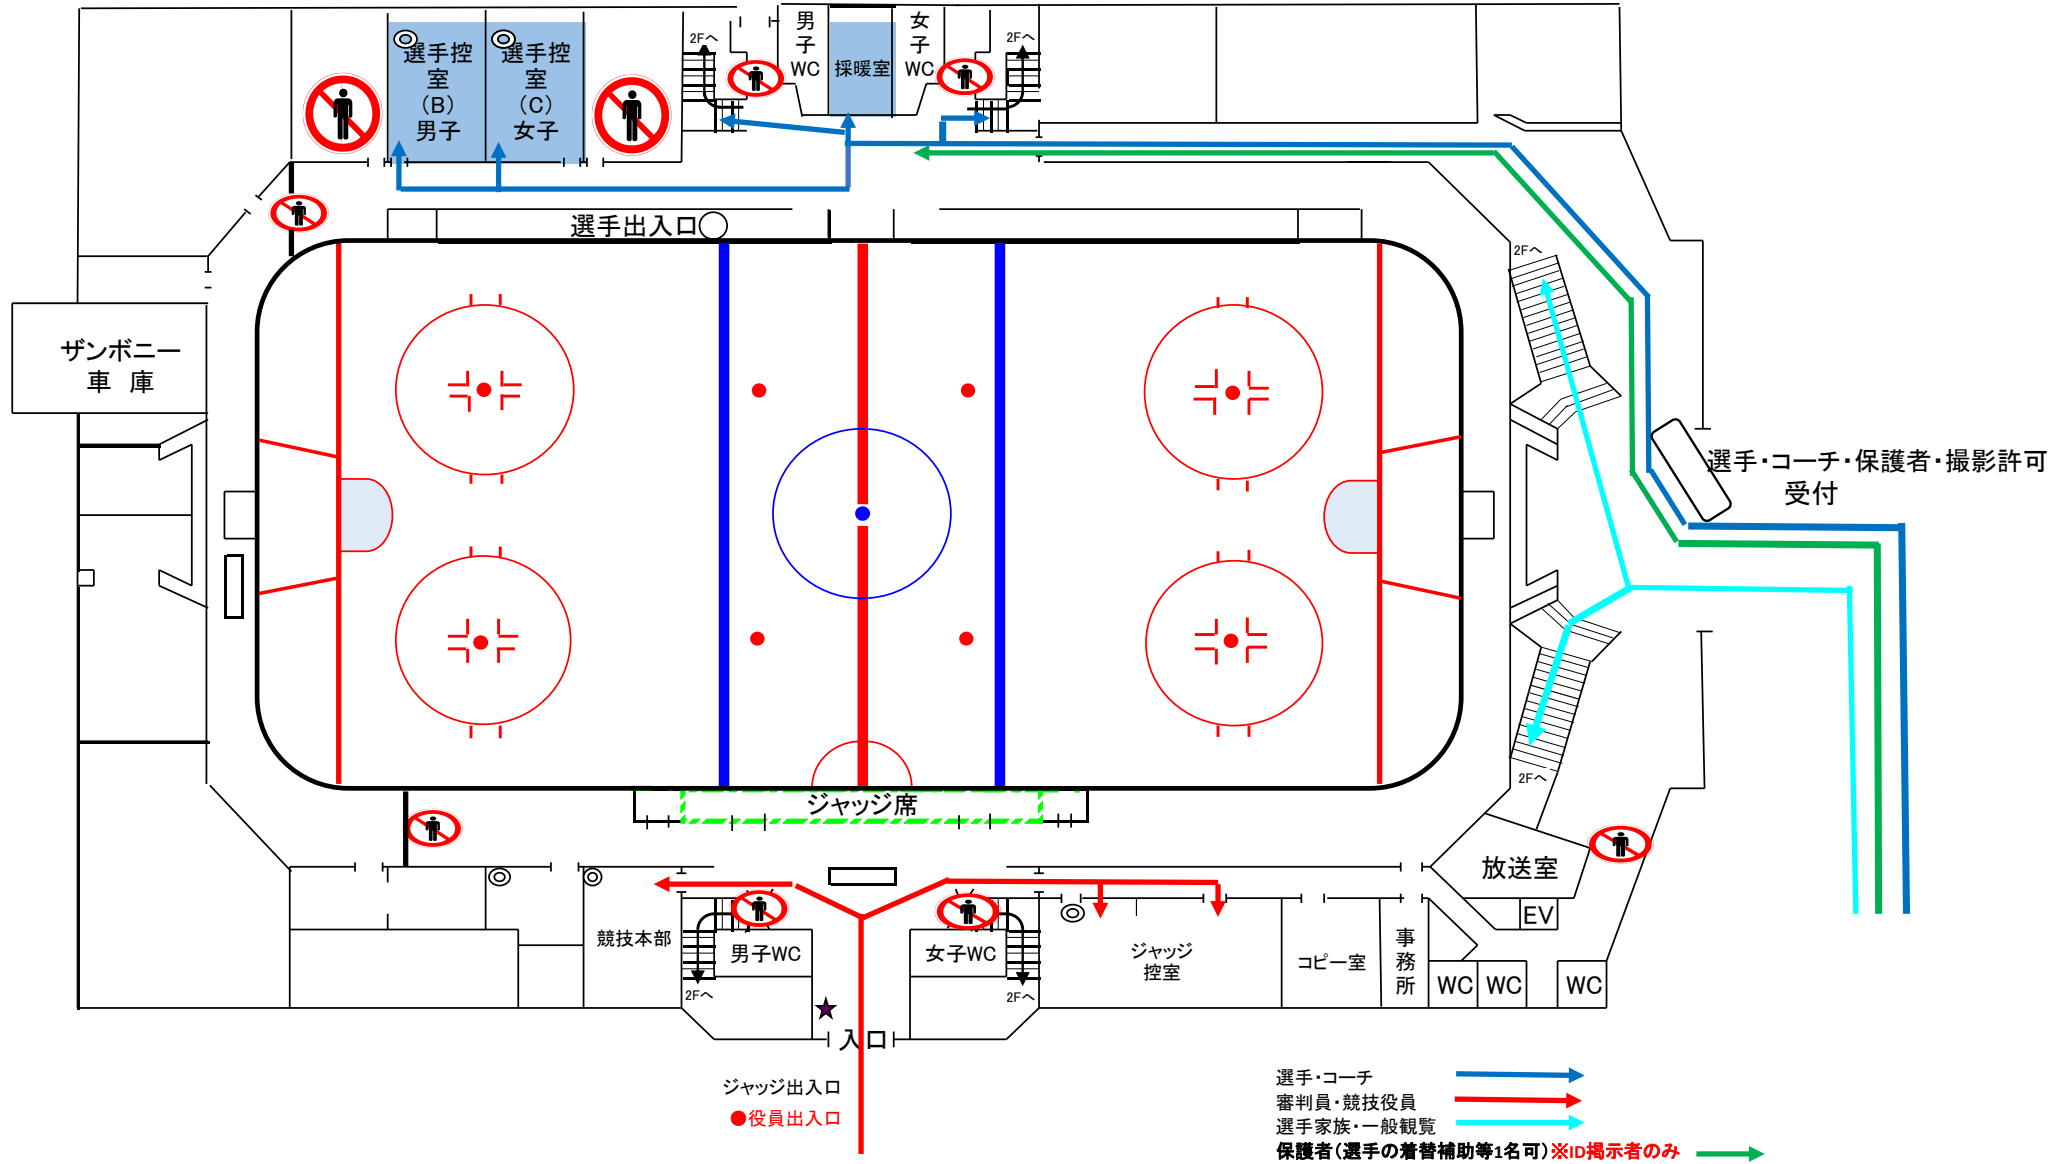 2Fへ
男
子
WC
採暖室
女
子
WC
2Fへ
選手控
室
(B)
男子
選手控
室
(C)
女子
選手出入口
2Fへ
ザンボニー
車 庫
選手・コーチ・保護者・撮影許可
受付
2Fへ
ジャッジ席
放送室
EV
競技本部
男子WC
女子WC
ジャッジ
控室
コピー室
事
務
所
WC
WC
WC
2Fへ
2Fへ
入口
ジャッジ出入口
●役員出入口
選手・コーチ
審判員・競技役員
選手家族・一般観覧
保護者(選手の着替補助等1名可)※ID掲示者のみ